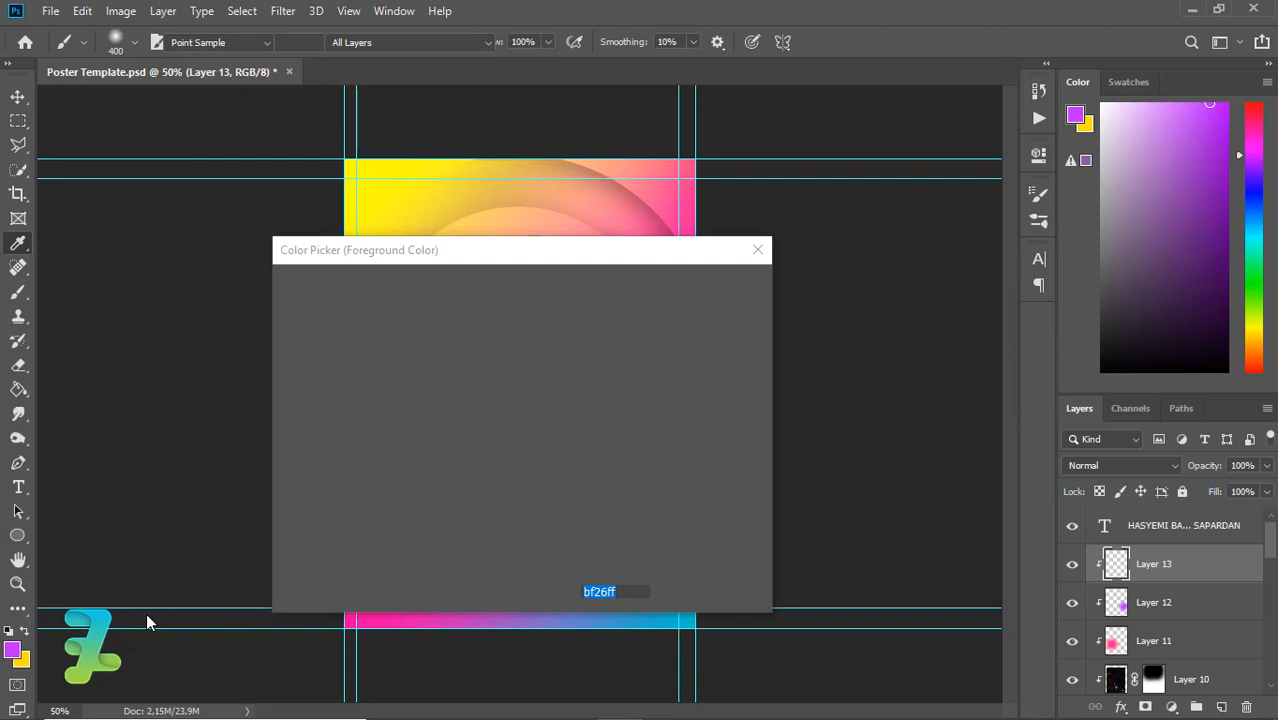 Ps File Edit Image Layer Type Select Filter 3D View Window Help
400 Point Sample All Layers w: 100% Smoothing: 10%
Poster Template.psd @ 50% (Layer 13, RGB/8) * ×
Color Swatches
Color Picker (Foreground Color)
bf26ff
Layers Channels Paths
Kind
Normal Opacity: 100%
Lock: Fill: 100%
HASYEMI BA... SAPARDAN
Layer 13
Layer 12
Layer 11
Layer 10
50% Doc: 2,15M/23,9M